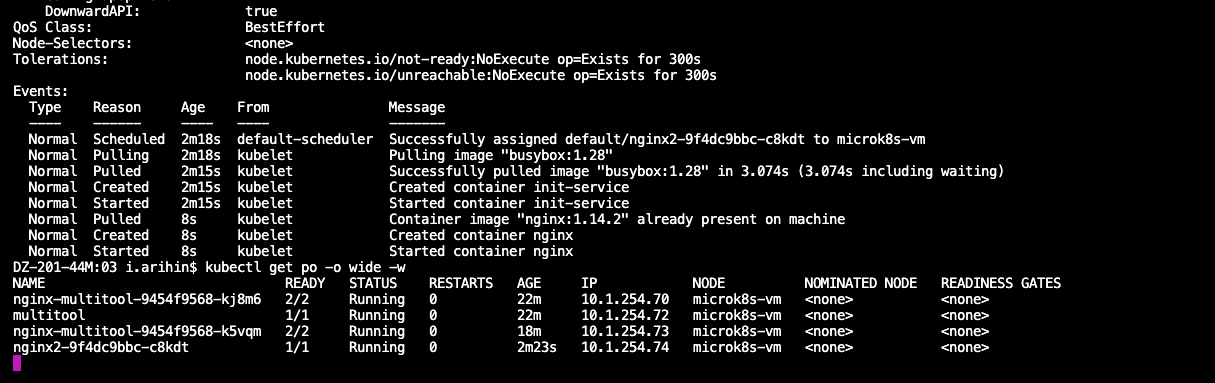 DownwardAPI: true
QoS Class: BestEffort
Node-Selectors: <none>
Tolerations: node.kubernetes.io/not-ready:NoExecute op=Exists for 300s
node.kubernetes.io/unreachable:NoExecute op=Exists for 300s
Events:
Type Reason Age From Message
---- ------ ---- ---- -------
Normal Scheduled 2m18s default-scheduler Successfully assigned default/nginx2-9f4dc9bbc-c8kdt to microk8s-vm
Normal Pulling 2m18s kubelet Pulling image "busybox:1.28"
Normal Pulled 2m15s kubelet Successfully pulled image "busybox:1.28" in 3.074s (3.074s including waiting)
Normal Created 2m15s kubelet Created container init-service
Normal Started 2m15s kubelet Started container init-service
Normal Pulled 8s kubelet Container image "nginx:1.14.2" already present on machine
Normal Created 8s kubelet Created container nginx
Normal Started 8s kubelet Started container nginx
DZ-201-44M:03 i.arihin$ kubectl get po -o wide -w
NAME READY STATUS RESTARTS AGE IP NODE NOMINATED NODE READINESS GATES
nginx-multitool-9454f9568-kj8m6 2/2 Running 0 22m 10.1.254.70 microk8s-vm <none> <none>
multitool 1/1 Running 0 22m 10.1.254.72 microk8s-vm <none> <none>
nginx-multitool-9454f9568-k5vqm 2/2 Running 0 18m 10.1.254.73 microk8s-vm <none> <none>
nginx2-9f4dc9bbc-c8kdt 1/1 Running 0 2m23s 10.1.254.74 microk8s-vm <none> <none>